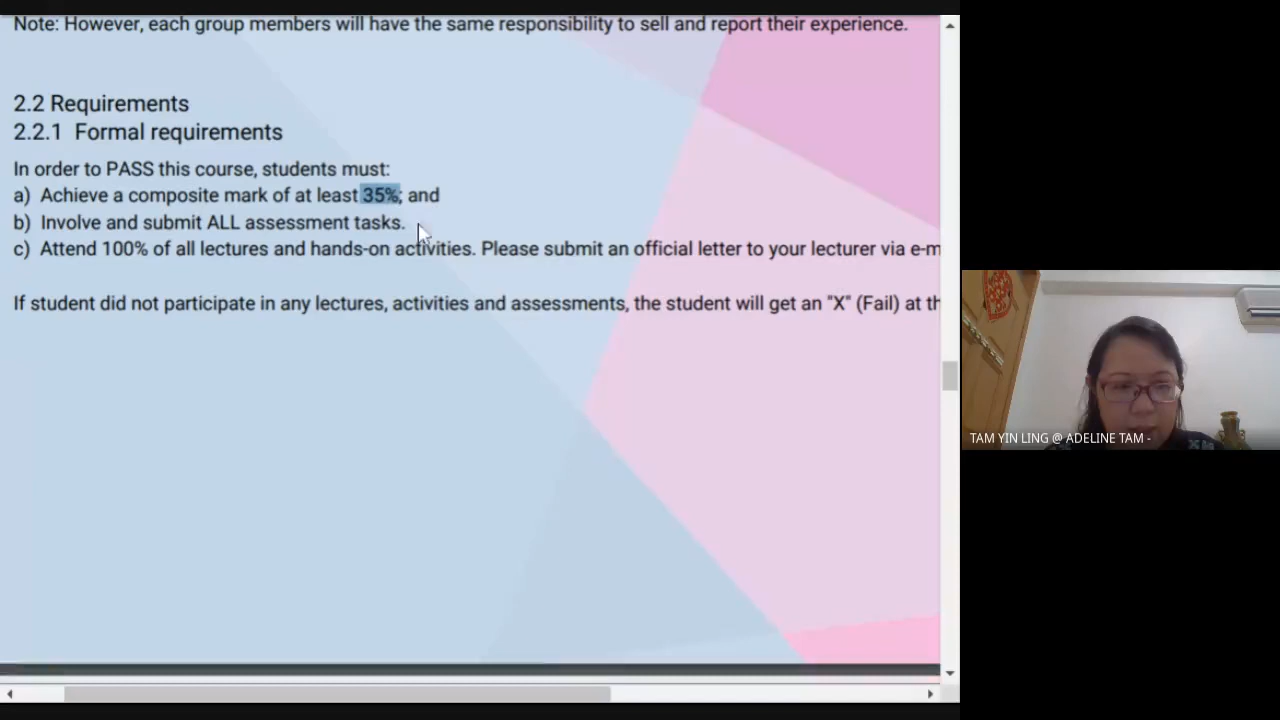 Note: However, each group members will have the same responsibility to sell and report their experience.
2.2 Requirements
2.2.1 Formal requirements
In order to PASS this course, students must:
a) Achieve a composite mark of at least 35%; and
b) Involve and submit ALL assessment tasks.
c) Attend 100% of all lectures and hands-on activities. Please submit an official letter to your lecturer via e-m
If student did not participate in any lectures, activities and assessments, the student will get an "X" (Fail) at th
TAM YIN LING @ ADELINE TAM -